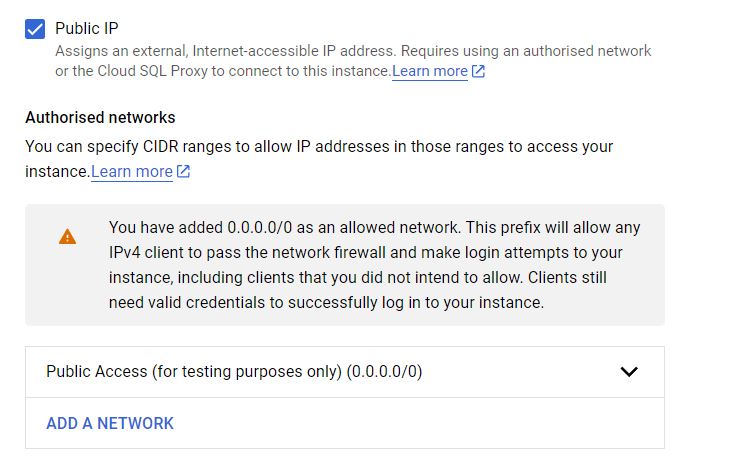 Public IP
Assigns an external, Internet-accessible IP address. Requires using an authorised network
or the Cloud SQL Proxy to connect to this instance.Learn more
Authorised networks
You can specify CIDR ranges to allow IP addresses in those ranges to access your
instance.Learn more
You have added 0.0.0.0/0 as an allowed network. This prefix will allow any
IPv4 client to pass the network firewall and make login attempts to your
instance, including clients that you did not intend to allow. Clients still
need valid credentials to successfully log in to your instance.
Public Access (for testing purposes only) (0.0.0.0/0)
ADD A NETWORK